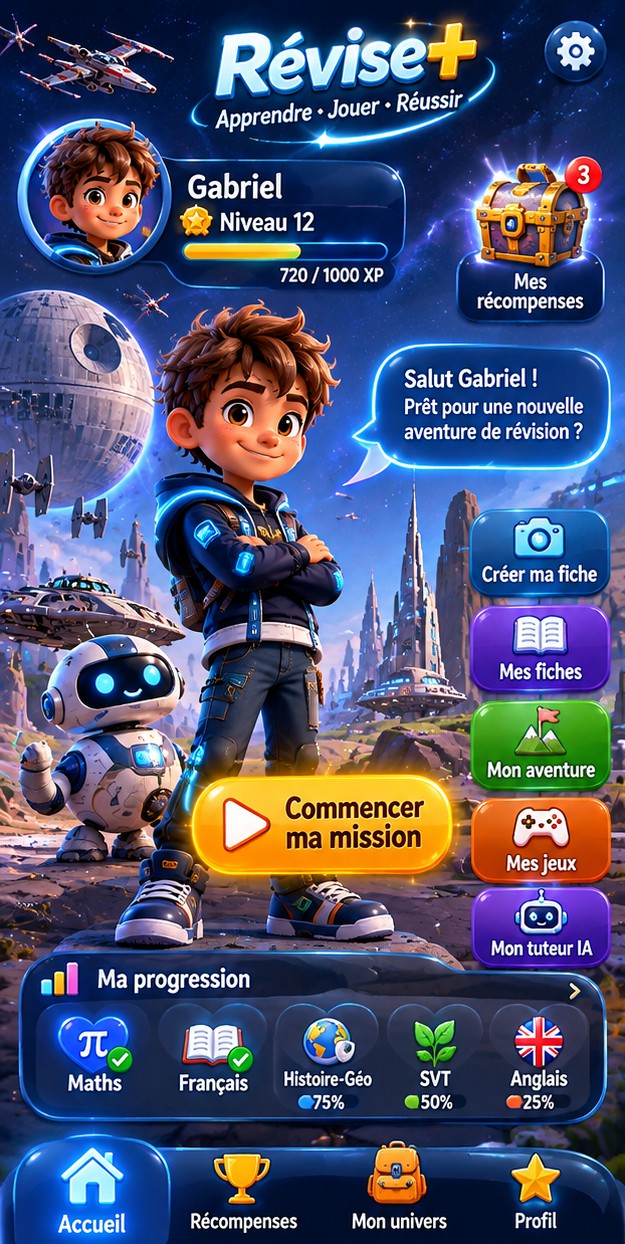 Révise+
Apprendre • Jouer • Réussir
Gabriel
Niveau 12
720 / 1000 XP
3
Mes
récompenses
Salut Gabriel !
Prêt pour une nouvelle
aventure de révision ?
Créer ma fiche
Mes fiches
Mon aventure
Commencer
ma mission
Mes jeux
Mon tuteur IA
Ma progression
π
Maths
Français
Histoire-Géo
75%
SVT
50%
Anglais
25%
Accueil
Récompenses
Mon univers
Profil